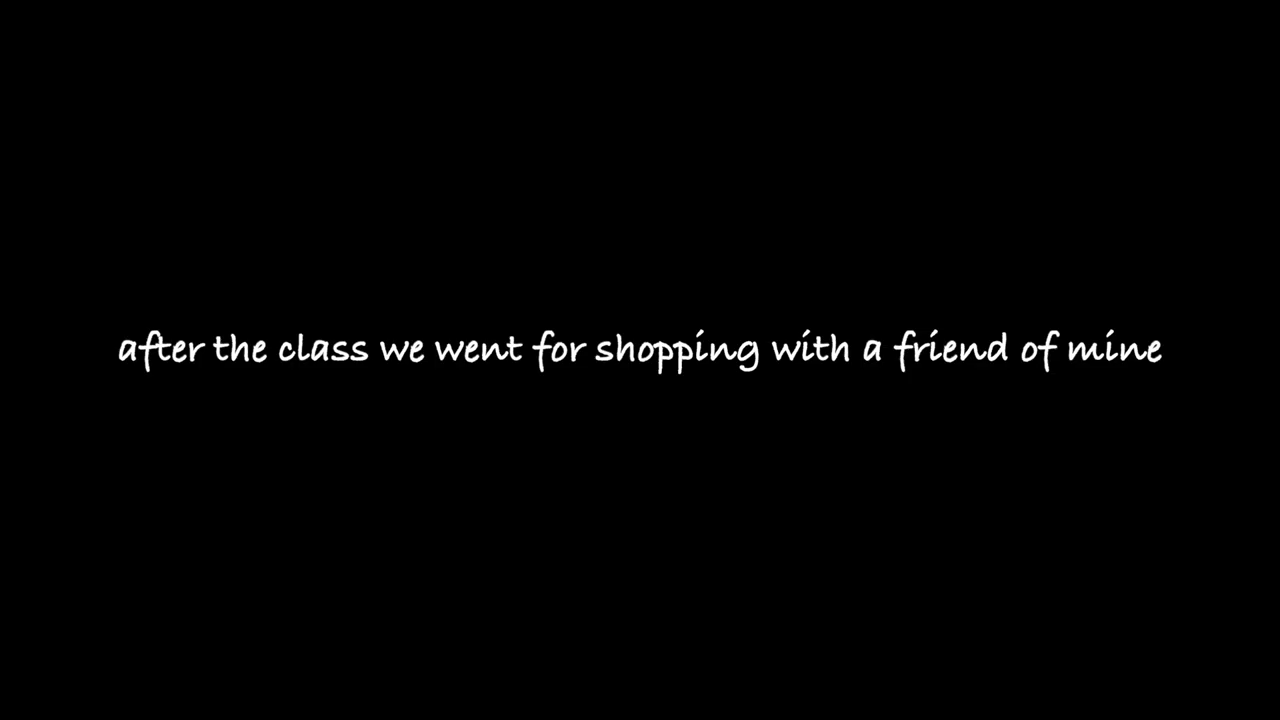 after the class we went for shopping with a friend of mine